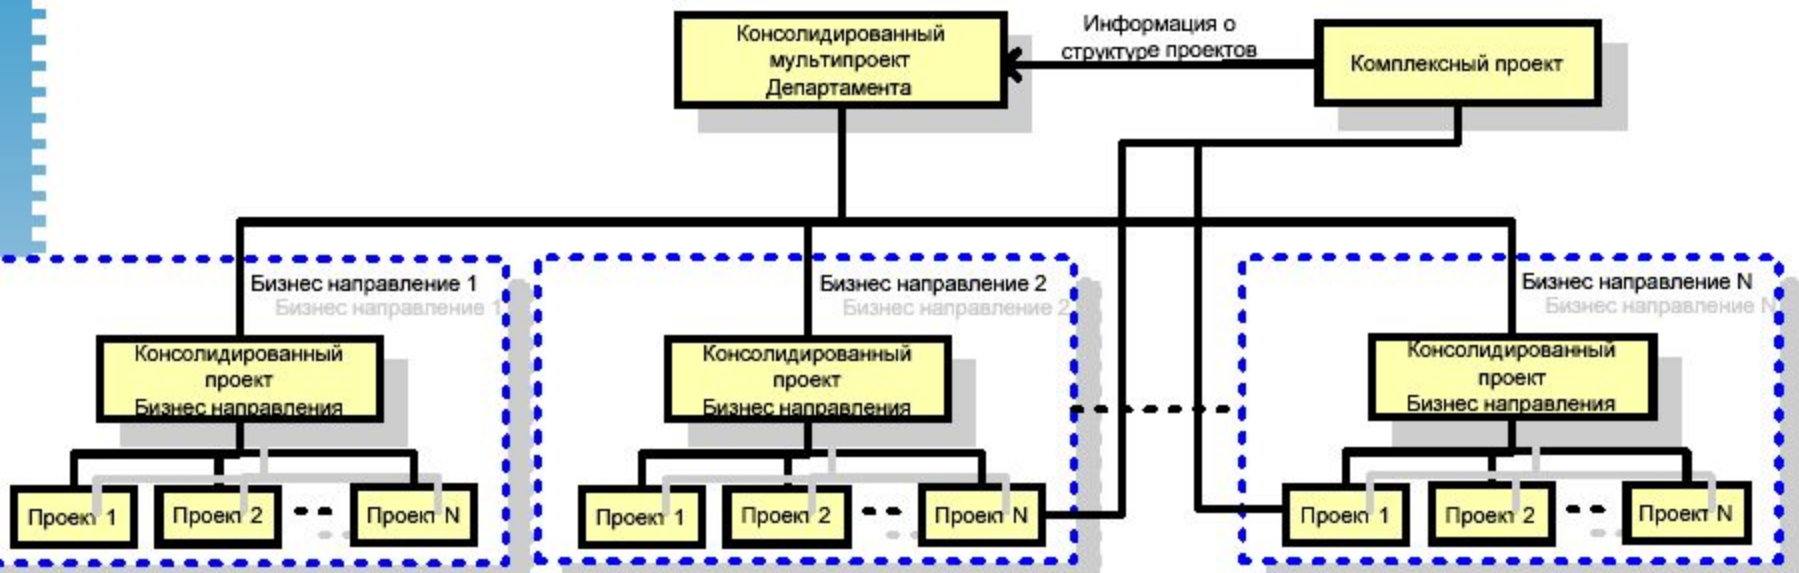 Консолидированный
мультипроект
Департамента
Информация о
структуре проектов
Комплексный проект
Бизнес направление 1
Бизнес направление 1
Консолидированный
проект
Бизнес направления
Проект 1
Проект 2
Проект N
Бизнес направление 2
Бизнес направление 2
Консолидированный
проект
Бизнес направления
Проект 1
Проект 2
Проект N
Бизнес направление N
Бизнес направление N
Консолидированный
проект
Бизнес направления
Проект 1
Проект 2
Проект N